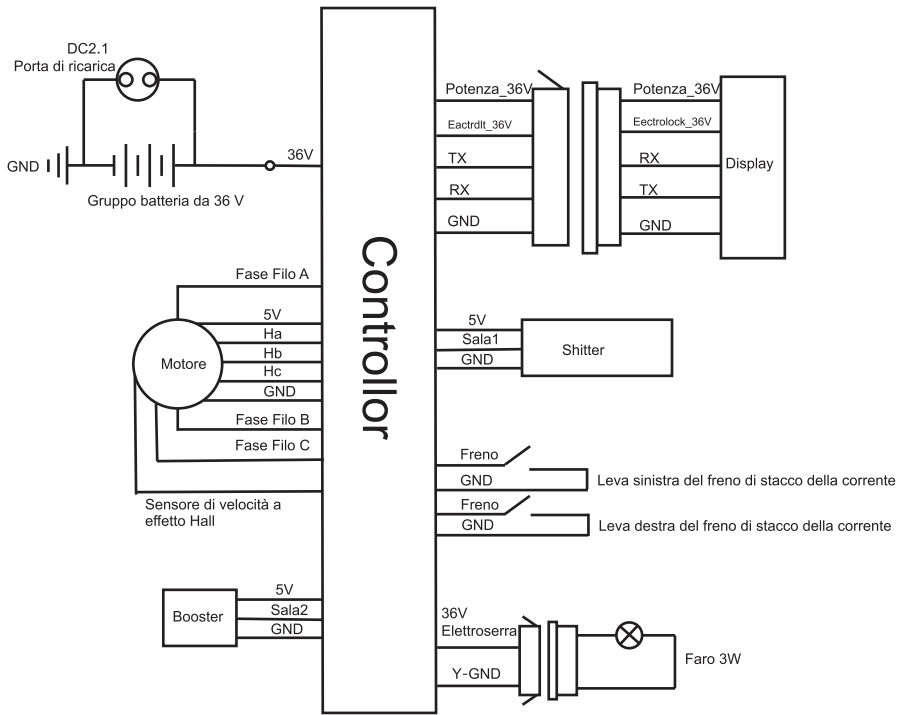 DC2.1
Porta di ricarica
GND
36V
Gruppo batteria da 36 V
Fase Filo A
5V
Ha
Hb
Hc
GND
Motore
Fase Filo B
Fase Filo C
Sensore di velocità a
effetto Hall
5V
Sala2
GND
Booster
Controllor
Potenza_36V
Eactrdlt_36V
TX
RX
GND
Potenza_36V
Eectrolock_36V
RX
TX
GND
Display
5V
Sala1
GND
Shitter
Freno
GND
Leva sinistra del freno di stacco della corrente
Freno
GND
Leva destra del freno di stacco della corrente
36V
Elettroserra
Y-GND
Faro 3W